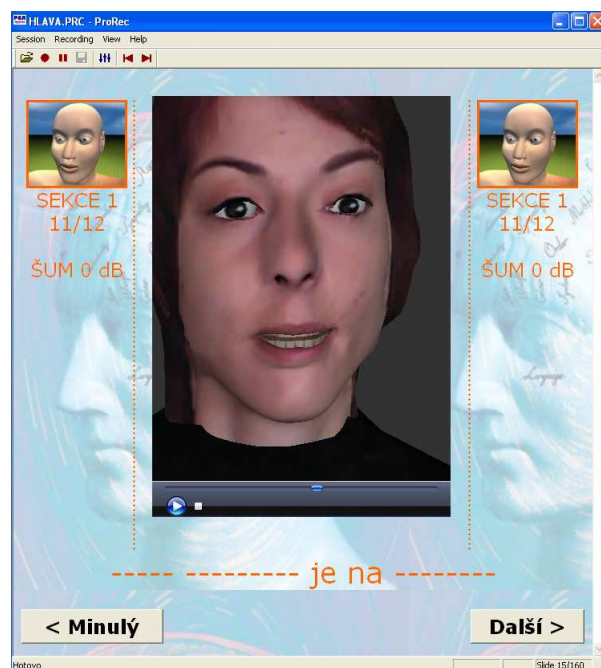 HLAVA.PRC - ProRec
Session Recording View Help
SEKCE 1
11/12
ŠUM 0 dB
SEKCE 1
11/12
ŠUM 0 dB
----- --------- je na --------
< Minulý
Další >
Hotovo
Slide 15/160